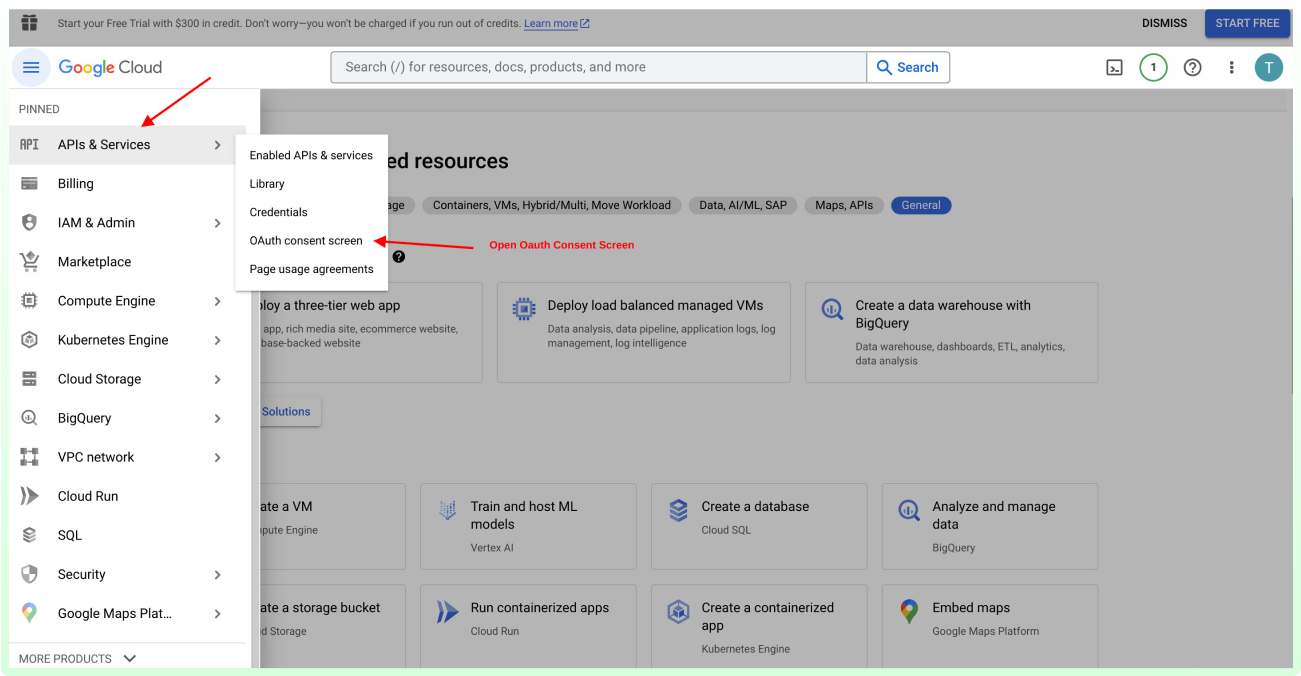 Start your Free Trial with $300 in credit. Don't worry—you won't be charged if you run out of credits. Learn more
DISMISS
START FREE
Google Cloud
Search (/) for resources, docs, products, and more
Search
1
T
PINNED
API
APIs & Services
Billing
IAM & Admin
Marketplace
Compute Engine
Kubernetes Engine
Cloud Storage
BigQuery
VPC network
Cloud Run
SQL
Security
Google Maps Plat...
MORE PRODUCTS
Enabled APIs & services
Library
Credentials
OAuth consent screen
Page usage agreements
Open Oauth Consent Screen
resources
Containers, VMs, Hybrid/Multi, Move Workload
Data, AI/ML, SAP
Maps, APIs
General
?
a three-tier web app
app, rich media site, ecommerce website,
base-backed website
Deploy load balanced managed VMs
Data analysis, data pipeline, application logs, log
management, log intelligence
Create a data warehouse with
BigQuery
Data warehouse, dashboards, ETL, analytics,
data analysis
Solutions
a VM
Engine
Train and host ML
models
Vertex AI
Create a database
Cloud SQL
Analyze and manage
data
BigQuery
a storage bucket
Storage
Run containerized apps
Cloud Run
Create a containerized
app
Kubernetes Engine
Embed maps
Google Maps Platform